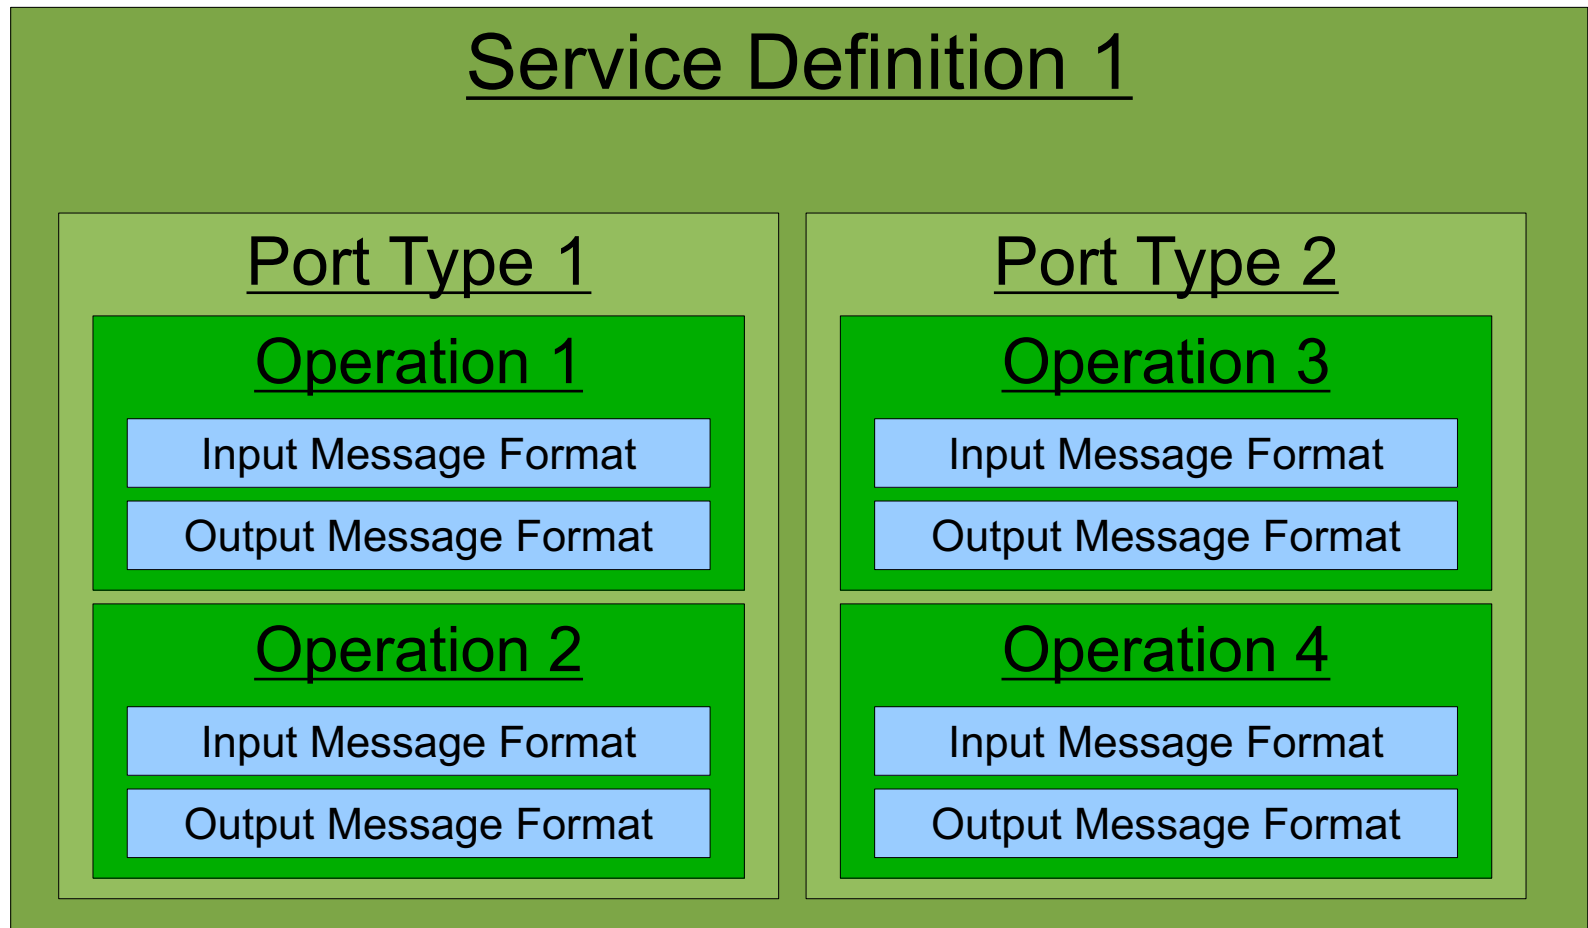 Service Definition 1
Port Type 1
Operation 1
Input Message Format
Output Message Format
Operation 2
Input Message Format
Output Message Format
Port Type 2
Operation 3
Input Message Format
Output Message Format
Operation 4
Input Message Format
Output Message Format